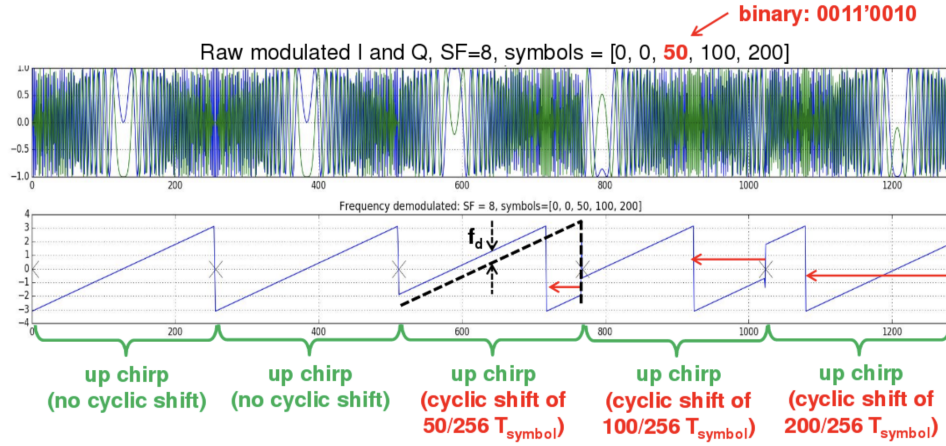 binary: 0011'0010
Raw modulated I and Q, SF=8, symbols = [0, 0, 50, 100, 200]
1.0
0.5
0.0
−0.5
−1.0
0 200 400 600 800 1000 1200
Frequency demodulated: SF = 8, symbols=[0, 0, 50, 100, 200]
4
3
2
1
0
−1
−2
−3
−4
f_d
0 200 400 600 800 1000 1200
up chirp up chirp up chirp up chirp up chirp
(no cyclic shift) (no cyclic shift) (cyclic shift of (cyclic shift of (cyclic shift of
50/256 T_symbol) 100/256 T_symbol) 200/256 T_symbol)